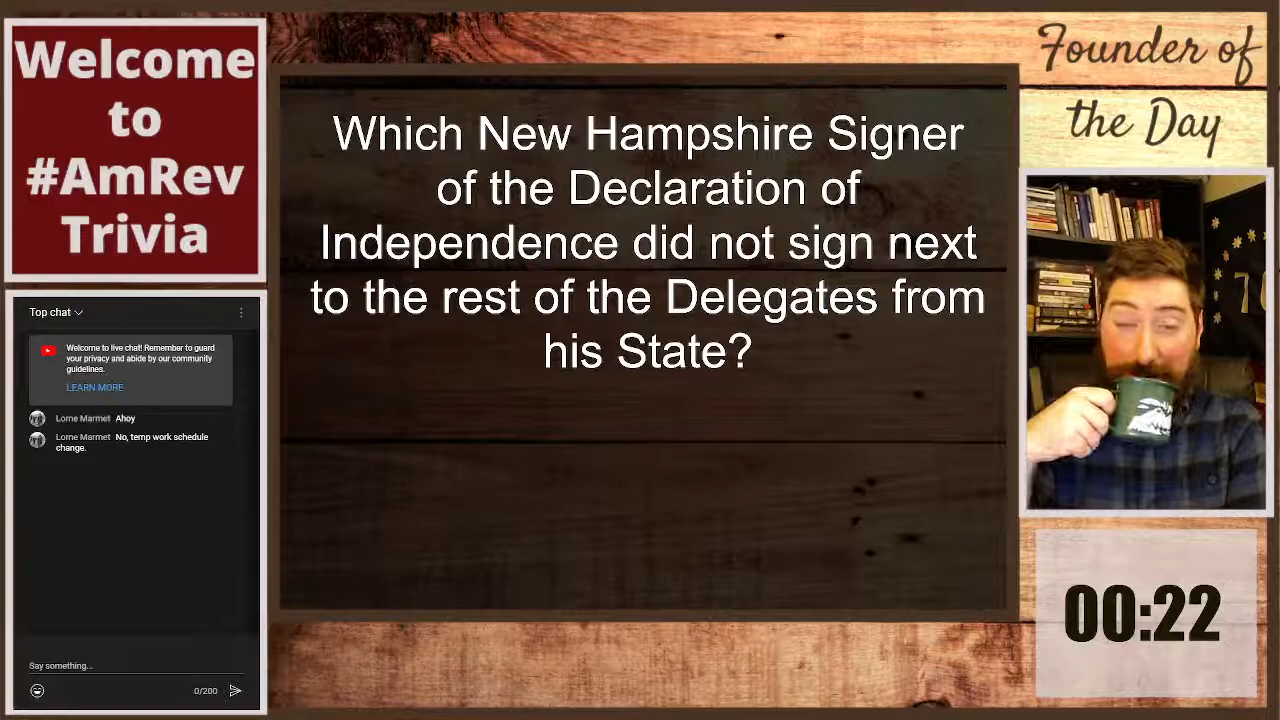 Welcome
to
#AmRev
Trivia
Top chat
Welcome to live chat! Remember to guard
your privacy and abide by our community
guidelines.
LEARN MORE
Lorne Marmet Ahoy
Lorne Marmet No, temp work schedule
change.
Say something...
0/200
Which New Hampshire Signer
of the Declaration of
Independence did not sign next
to the rest of the Delegates from
his State?
Founder of
the Day
00:22